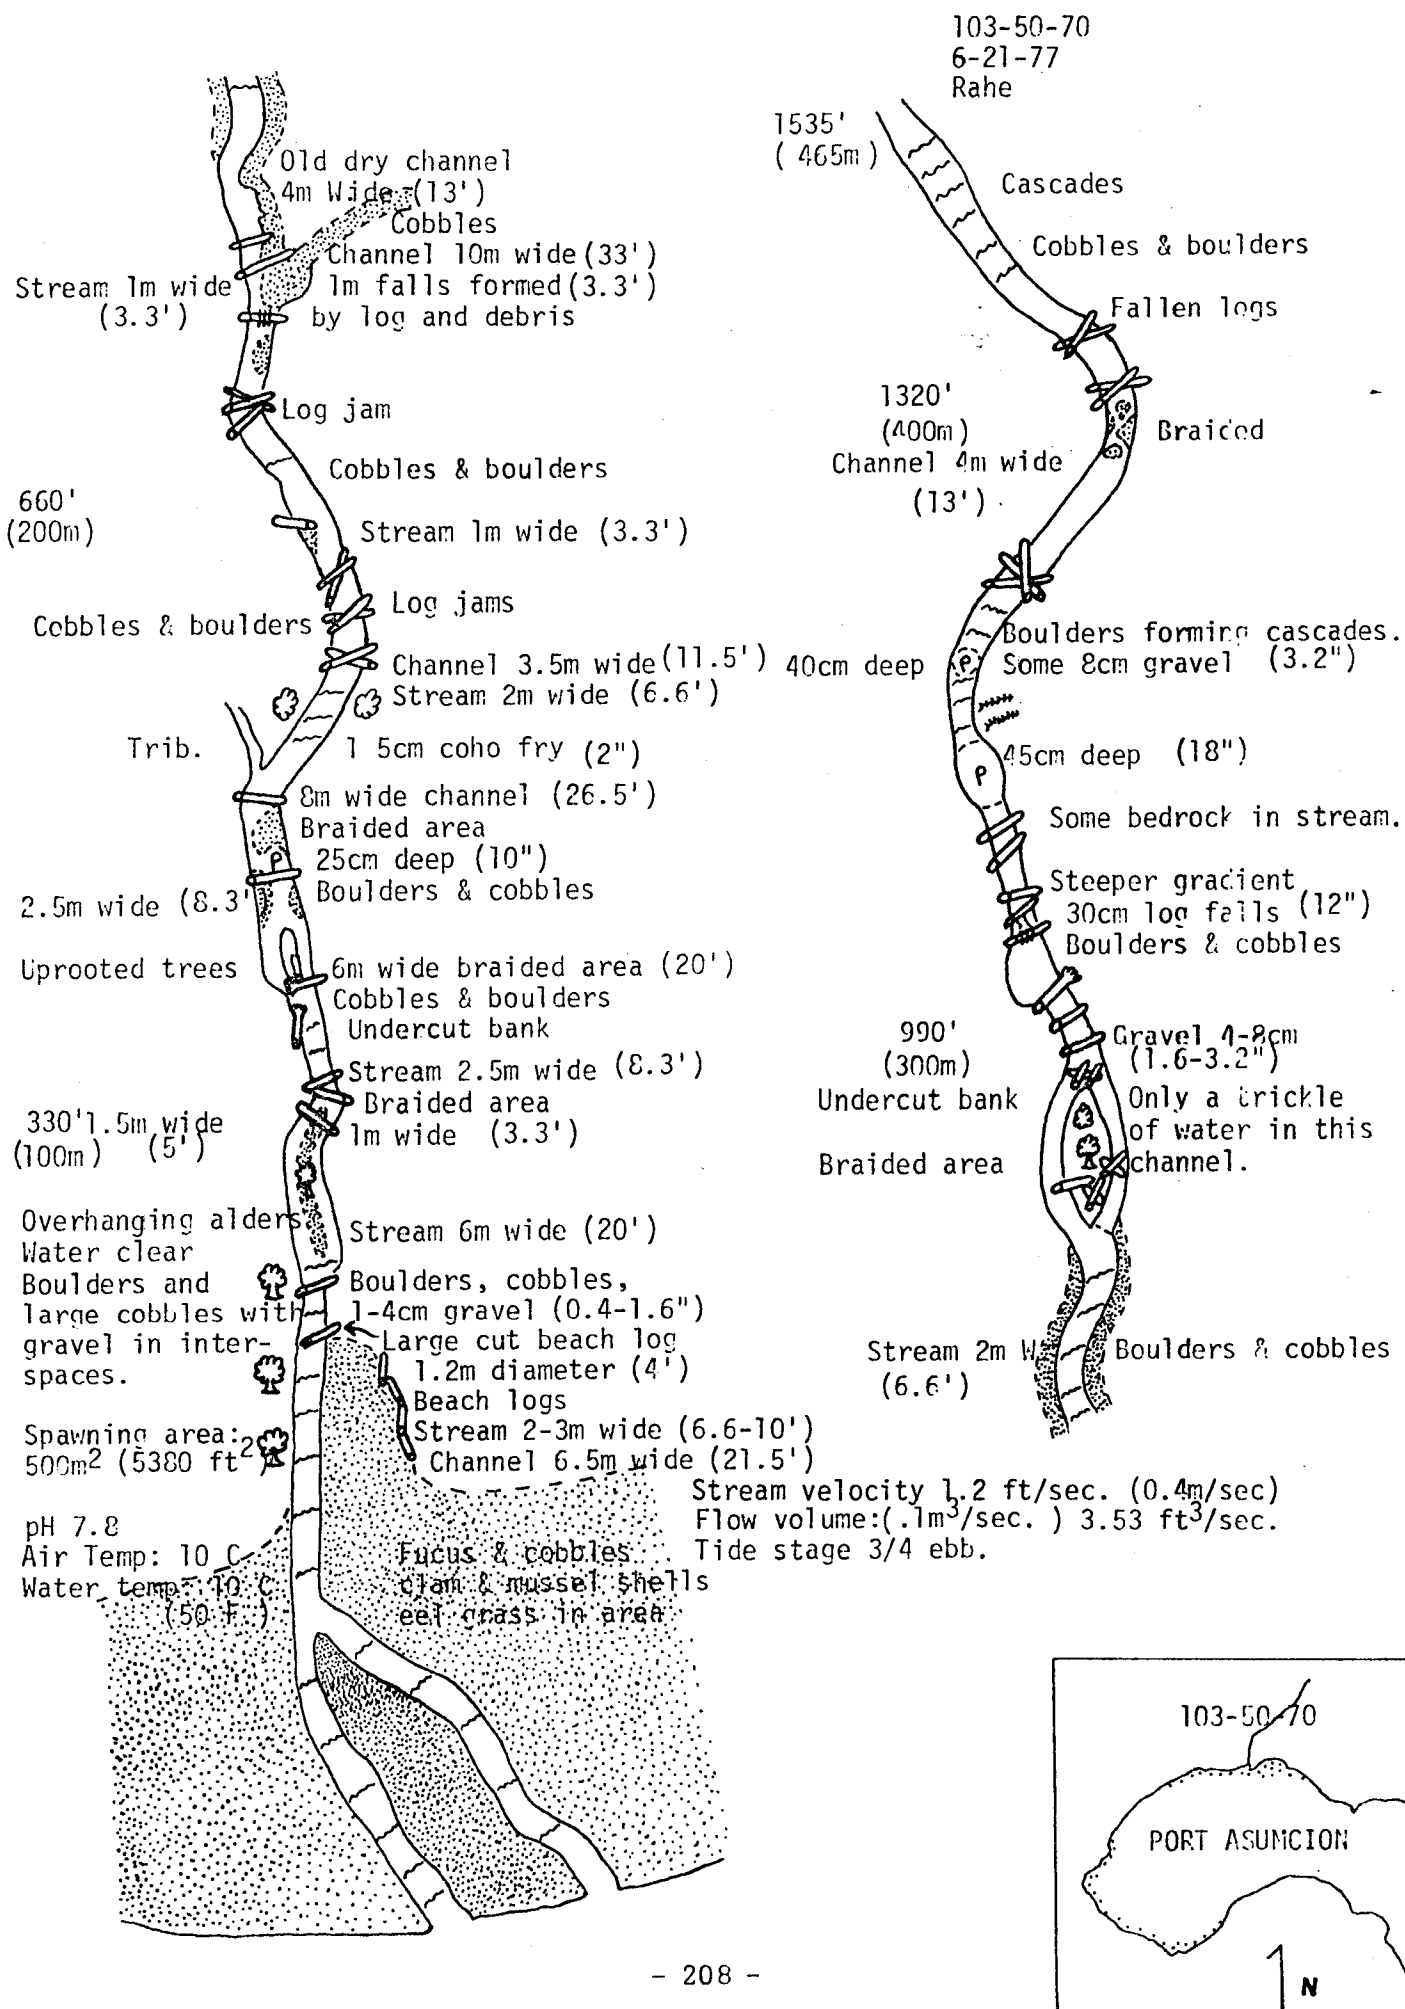 103-50-70
6-21-77
Rahe
Old dry channel
4m Wide (13')
Cobbles
Channel 10m wide (33')
Stream 1m wide
(3.3')
1m falls formed (3.3')
by log and debris
Log jam
Cobbles & boulders
660'
(200m)
Stream 1m wide (3.3')
Log jams
Cobbles & boulders
Channel 3.5m wide (11.5')
Stream 2m wide (6.6')
Trib.
1 5cm coho fry (2")
8m wide channel (26.5')
Braided area
25cm deep (10")
P
Boulders & cobbles
2.5m wide (8.3'
Uprooted trees
6m wide braided area (20')
Cobbles & boulders
Undercut bank
Stream 2.5m wide (8.3')
Braided area
1m wide (3.3')
330' 1.5m wide
(100m) (5')
Overhanging alders
Water clear
Boulders and
large cobbles with
gravel in inter-
spaces.
Stream 6m wide (20')
Boulders, cobbles,
1-4cm gravel (0.4-1.6")
Large cut beach log
1.2m diameter (4')
Beach logs
Stream 2-3m wide (6.6-10')
Channel 6.5m wide (21.5')
Spawning area:
500m² (5380 ft²)
pH 7.8
Air Temp: 10 C
Water temp: 10 C
(50 F.)
Fucus & cobbles
clam & mussel shells
eel grass in area
1535'
( 465m)
Cascades
Cobbles & boulders
Fallen logs
1320'
(400m)
Braided
Channel 4m wide
(13')
Boulders forming cascades.
40cm deep
P
Some 8cm gravel (3.2")
45cm deep (18")
P
Some bedrock in stream.
Steeper gradient
30cm log falls (12")
Boulders & cobbles
990'
(300m)
Gravel 4-8cm
(1.6-3.2")
Undercut bank
Only a trickle
of water in this
channel.
Braided area
Stream 2m W
(6.6')
Boulders & cobbles
Stream velocity 1.2 ft/sec. (0.4m/sec)
Flow volume:(.1m³/sec. ) 3.53 ft³/sec.
Tide stage 3/4 ebb.
103-50-70
PORT ASUMCION
N
- 208 -